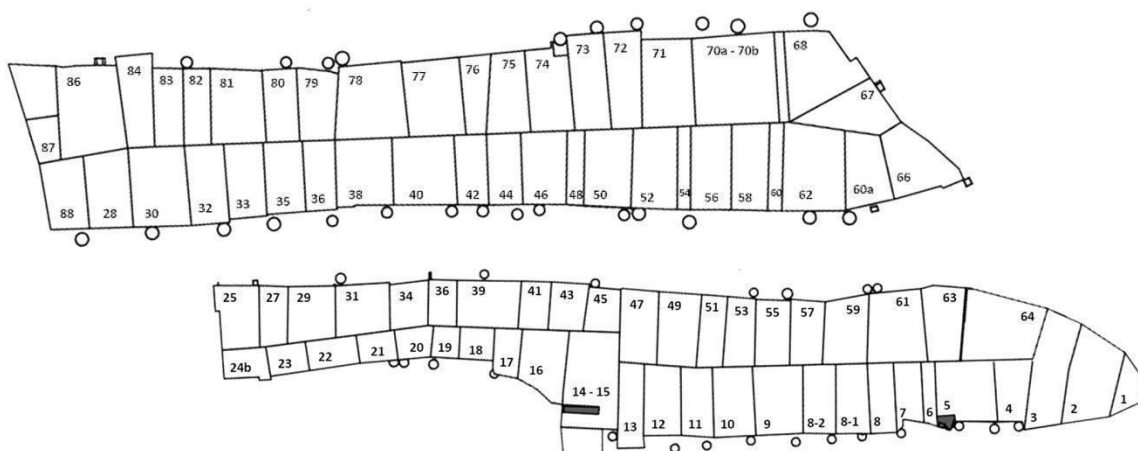 86 84 83 82 81 80 79 78 77 76 75 74 73 72 71 70a - 70b 68
87 67
88 28 30 32 33 35 36 38 40 42 44 46 48 50 52 54 56 58 60 62 60a 66
25 27 29 31 34 36 39 41 43 45 47 49 51 53 55 57 59 61 63 64
24b 23 22 21 20 19 18 17 16 14 - 15
13 12 11 10 9 8-2 8-1 8 7 6 5 4 3 2 1